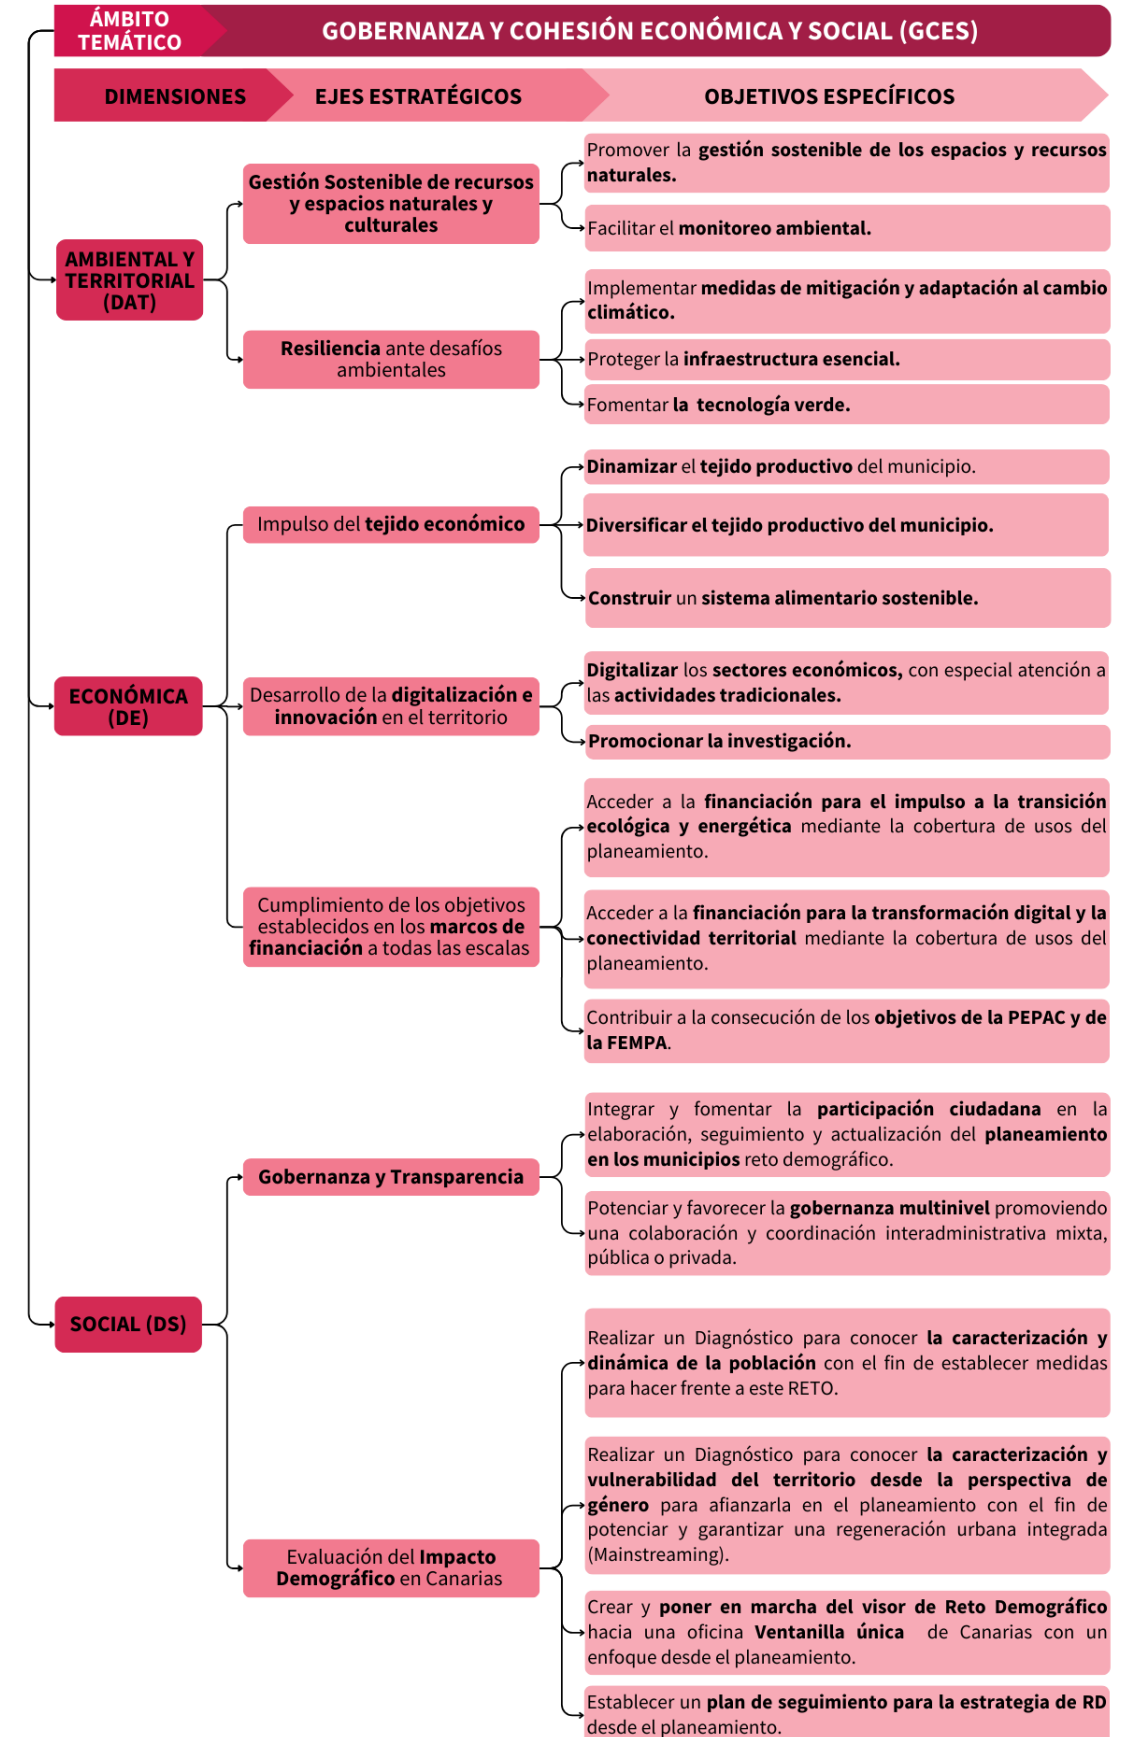 ÁMBITO
TEMÁTICO
GOBERNANZA Y COHESIÓN ECONÓMICA Y SOCIAL (GCES)
DIMENSIONES
EJES ESTRATÉGICOS
OBJETIVOS ESPECÍFICOS
AMBIENTAL Y
TERRITORIAL
(DAT)
Gestión Sostenible de recursos
y espacios naturales y
culturales
Promover la gestión sostenible de los espacios y recursos
naturales.
Facilitar el monitoreo ambiental.
Resiliencia ante desafíos
ambientales
Implementar medidas de mitigación y adaptación al cambio
climático.
Proteger la infraestructura esencial.
Fomentar la tecnología verde.
ECONÓMICA
(DE)
Impulso del tejido económico
Dinamizar el tejido productivo del municipio.
Diversificar el tejido productivo del municipio.
Construir un sistema alimentario sostenible.
Desarrollo de la digitalización e
innovación en el territorio
Digitalizar los sectores económicos, con especial atención a
las actividades tradicionales.
Promocionar la investigación.
Cumplimiento de los objetivos
establecidos en los marcos de
financiación a todas las escalas
Acceder a la financiación para el impulso a la transición
ecológica y energética mediante la cobertura de usos del
planeamiento.
Acceder a la financiación para la transformación digital y la
conectividad territorial mediante la cobertura de usos del
planeamiento.
Contribuir a la consecución de los objetivos de la PEPAC y de
la FEMPA.
SOCIAL (DS)
Gobernanza y Transparencia
Integrar y fomentar la participación ciudadana en la
elaboración, seguimiento y actualización del planeamiento
en los municipios reto demográfico.
Potenciar y favorecer la gobernanza multinivel promoviendo
una colaboración y coordinación interadministrativa mixta,
pública o privada.
Evaluación del Impacto
Demográfico en Canarias
Realizar un Diagnóstico para conocer la caracterización y
dinámica de la población con el fin de establecer medidas
para hacer frente a este RETO.
Realizar un Diagnóstico para conocer la caracterización y
vulnerabilidad del territorio desde la perspectiva de
género para afianzarla en el planeamiento con el fin de
potenciar y garantizar una regeneración urbana integrada
(Mainstreaming).
Crear y poner en marcha del visor de Reto Demográfico
hacia una oficina Ventanilla única de Canarias con un
enfoque desde el planeamiento.
Establecer un plan de seguimiento para la estrategia de RD
desde el planeamiento.